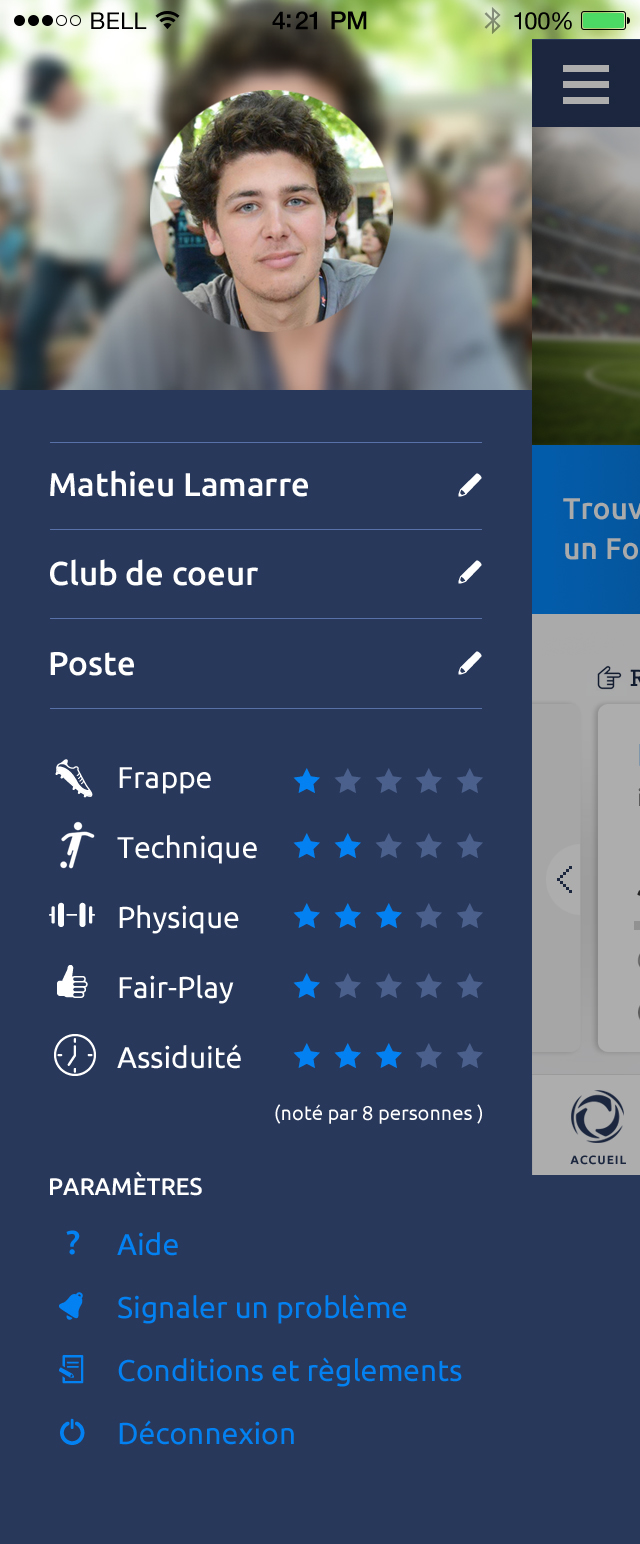 BELL 4:21 PM 100%
Mathieu Lamarre
Club de coeur
Poste
Frappe
Technique
Physique
Fair-Play
Assiduité
(noté par 8 personnes )
PARAMÈTRES
? Aide
Signaler un problème
Conditions et règlements
Déconnexion
Trouv
un Fo
R
ACCUEIL